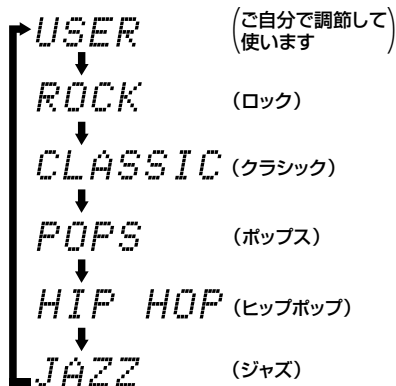 USER (ご自分で調節して
使います)
ROCK (ロック)
CLASSIC (クラシック)
POPS (ポップス)
HIP HOP (ヒップポップ)
JAZZ (ジャズ)